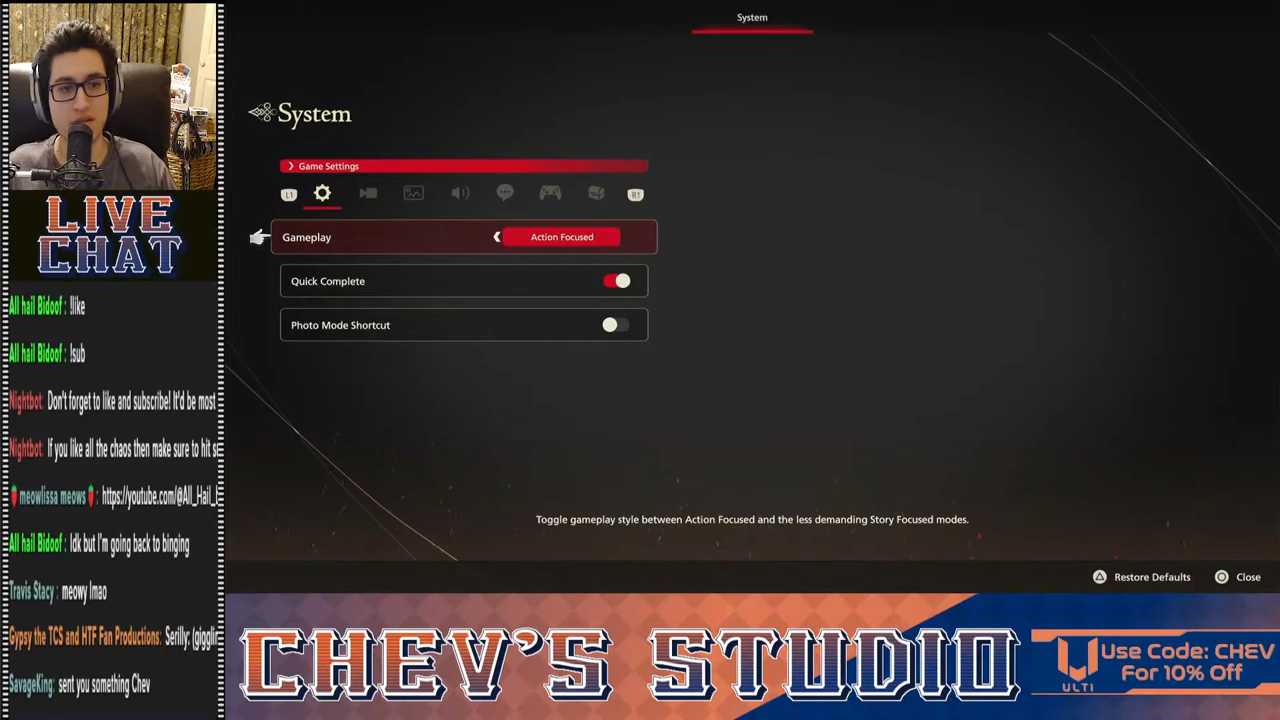 System
System
Game Settings
L1
R1
Gameplay
Action Focused
Quick Complete
Photo Mode Shortcut
Toggle gameplay style between Action Focused and the less demanding Story Focused modes.
Restore Defaults
Close
LIVE
CHAT
All hail Bidoof : !like
All hail Bidoof : !sub
Nightbot: Don't forget to like and subscribe! It'd be most
Nightbot: If you like all the chaos then make sure to hit s
🍓meowlissa meows🍓: https://youtube.com/@All_Hail_
All hail Bidoof : Idk but I'm going back to binging
Travis Stacy : meowy lmao
Gypsy the TCS and HTF Fan Productions: Serilly: (giggli
SavageKing: sent you something Chev
CHEV'S STUDIO
ULTI
Use Code: CHEV
For 10% Off